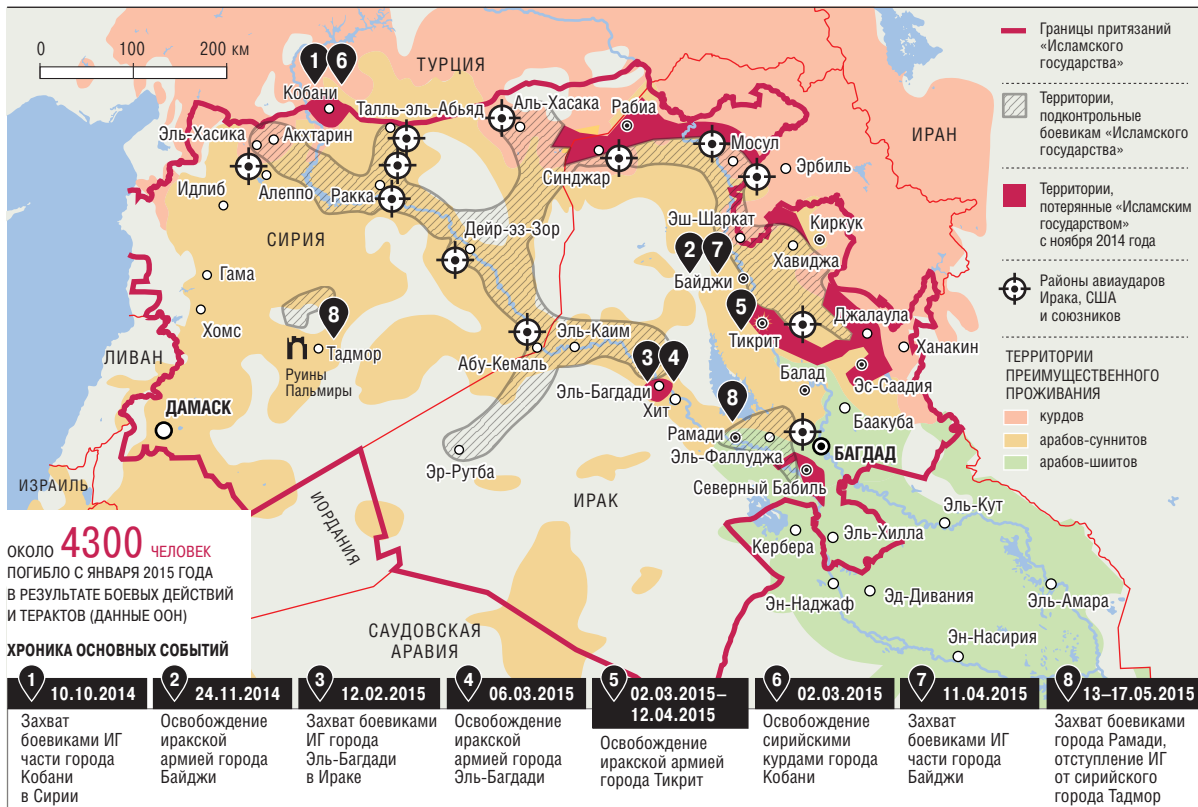 0 100 200 км
ТУРЦИЯ
ИРАН
СИРИЯ
ЛИВАН
ИЗРАИЛЬ
ИОРДАНИЯ
ИРАК
САУДОВСКАЯ
АРАВИЯ
1 6
Кобани
Талль-эль-Абьяд
Аль-Хасака
Рабиа
Эль-Хасика
Акхтарин
Мосул
Эрбиль
Идлиб
Алеппо
Ракка
Синджар
Дейр-эз-Зор
Эш-Шаркат
Киркук
Хавиджа
2 7
Байджи
Гама
Хомс
8
Тадмор
Руины
Пальмиры
5
Тикрит
Джалаула
Ханакин
Абу-Кемаль
Эль-Каим
3 4
Эль-Багдади
Хит
Балад
Эс-Саадия
Баакуба
ДАМАСК
8
Рамади
Эль-Фаллуджа
БАГДАД
Эр-Рутба
Северный Бабиль
Эль-Кут
Кербера
Эль-Хилла
Эн-Наджаф
Эд-Дивания
Эль-Амара
Эн-Насирия
Границы притязаний
«Исламского
государства»
Территории,
подконтрольные
боевикам «Исламского
государства»
Территории,
потерянные «Исламским
государством»
с ноября 2014 года
Районы авиаударов
Ирака, США
и союзников
ТЕРРИТОРИИ
ПРЕИМУЩЕСТВЕННОГО
ПРОЖИВАНИЯ
курдов
арабов-суннитов
арабов-шиитов
ОКОЛО 4300 ЧЕЛОВЕК
ПОГИБЛО С ЯНВАРЯ 2015 ГОДА
В РЕЗУЛЬТАТЕ БОЕВЫХ ДЕЙСТВИЙ
И ТЕРАКТОВ (ДАННЫЕ ООН)
ХРОНИКА ОСНОВНЫХ СОБЫТИЙ
1
10.10.2014
Захват
боевиками ИГ
части города
Кобани
в Сирии
2
24.11.2014
Освобождение
иракской
армией города
Байджи
3
12.02.2015
Захват боевиками
ИГ города
Эль-Багдади
в Ираке
4
06.03.2015
Освобождение
иракской
армией города
Эль-Багдади
5
02.03.2015–
12.04.2015
Освобождение
иракской армией
города Тикрит
6
02.03.2015
Освобождение
сирийскими
курдами города
Кобани
7
11.04.2015
Захват
боевиками ИГ
части города
Байджи
8
13–17.05.2015
Захват боевиками
города Рамади,
отступление ИГ
от сирийского
города Тадмор